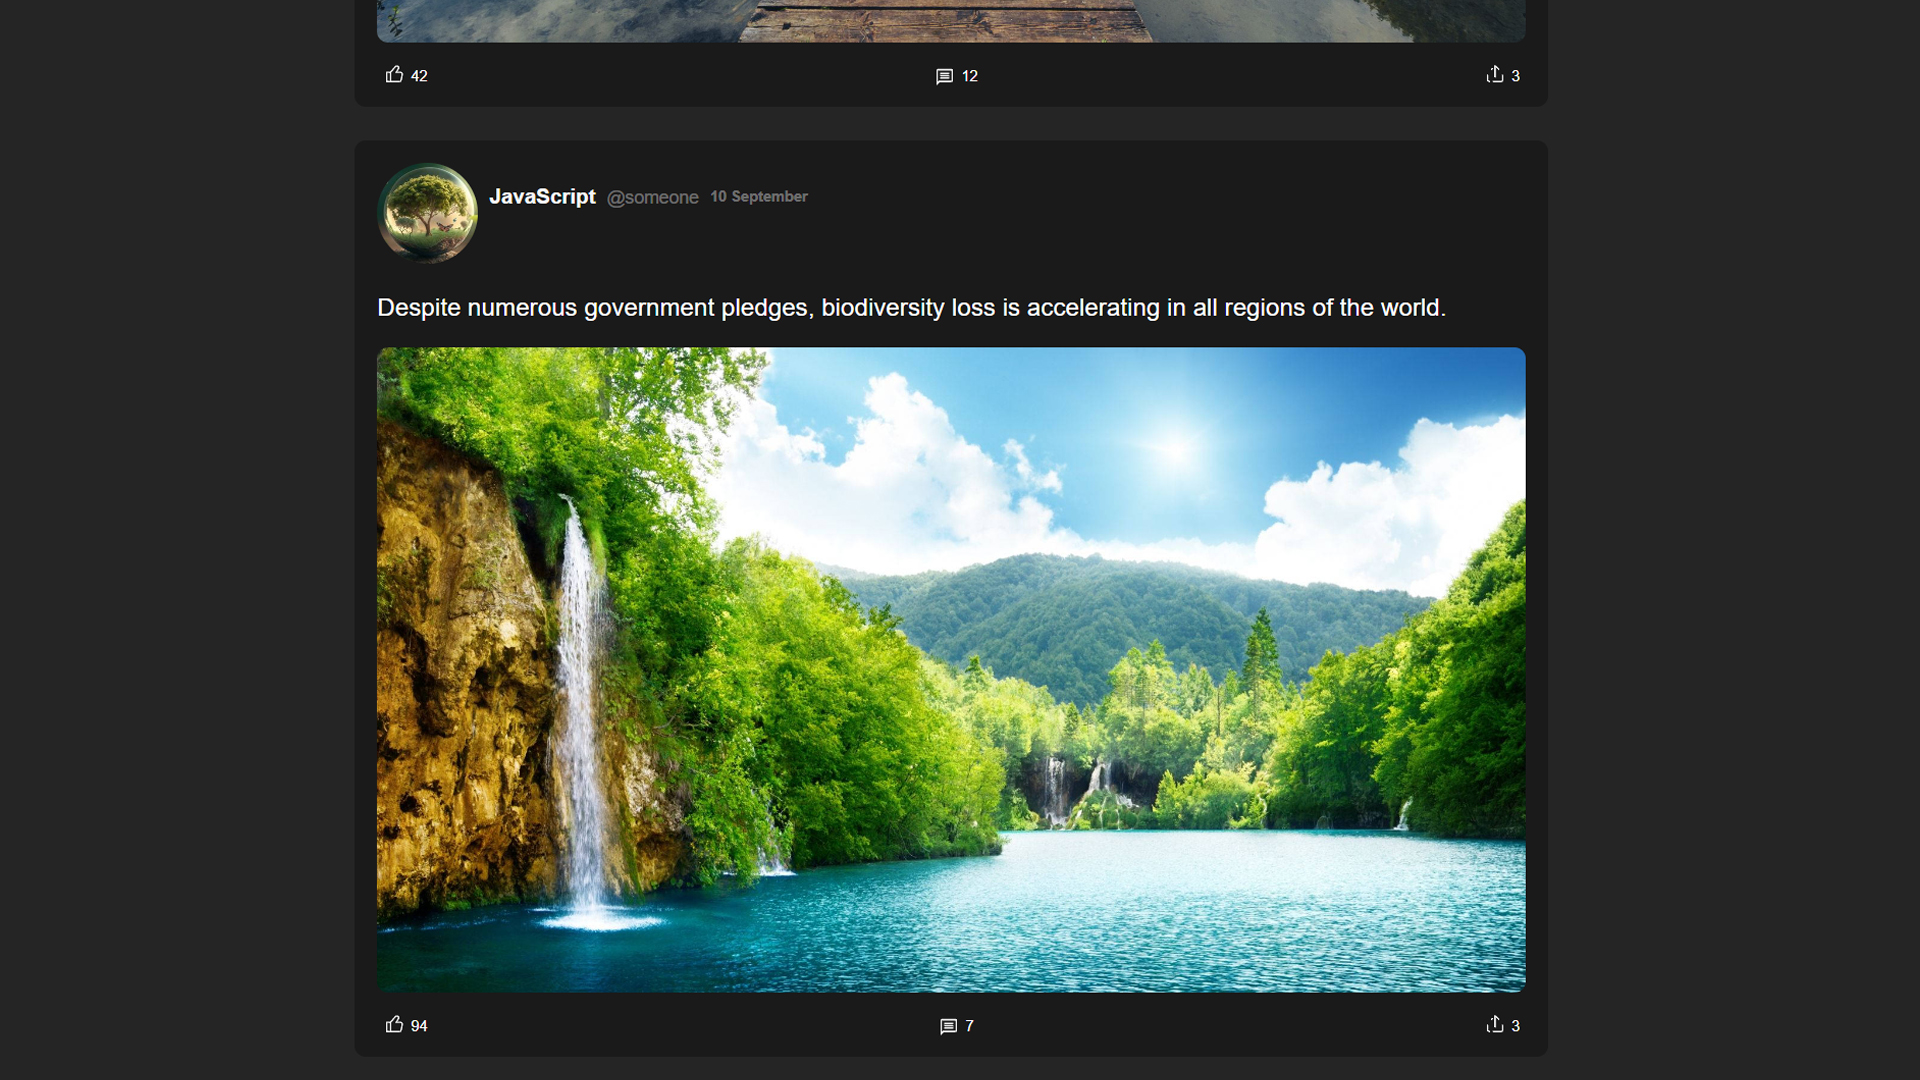 42 12 3
JavaScript @someone 10 September
Despite numerous government pledges, biodiversity loss is accelerating in all regions of the world.
94 7 3